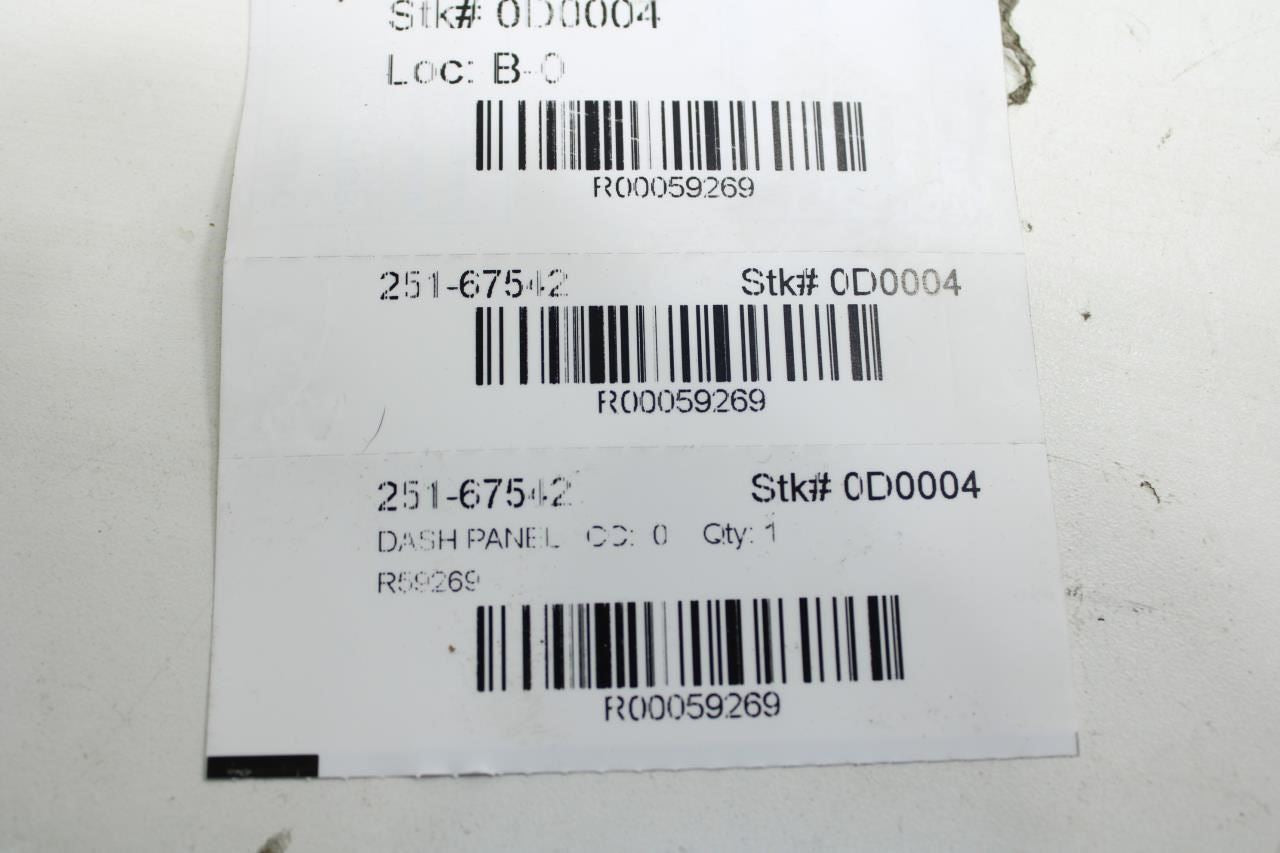 Stk# 0D0004
Loc: B-0
R00059269
251-67542 Stk# 0D0004
R00059269
251-67542 Stk# 0D0004
DASH PANEL CC: 0 Qty: 1
R59269
R00059269